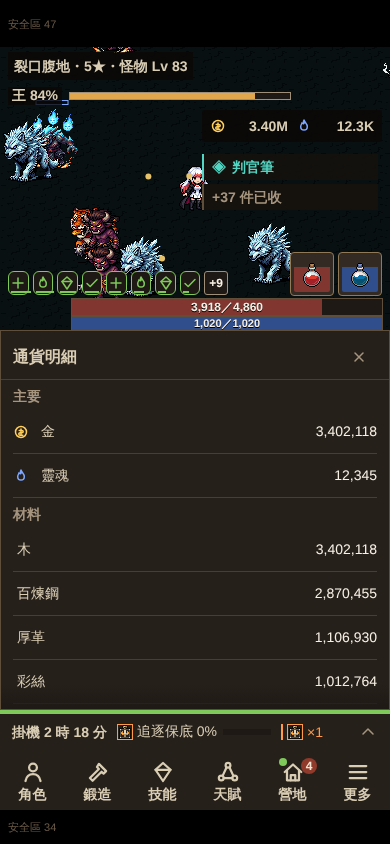 安全區 47
裂口腹地・5★・怪物 Lv 83
王 84%
3.40M 12.3K
判官筆
+37 件已收
+9
3,918／4,860
1,020／1,020
通貨明細
主要
金 3,402,118
靈魂 12,345
材料
木 3,402,118
百煉鋼 2,870,455
厚革 1,106,930
彩絲 1,012,764
掛機 2 時 18 分 追逐保底 0% ×1
4
角色 鍛造 技能 天賦 營地 更多
安全區 34